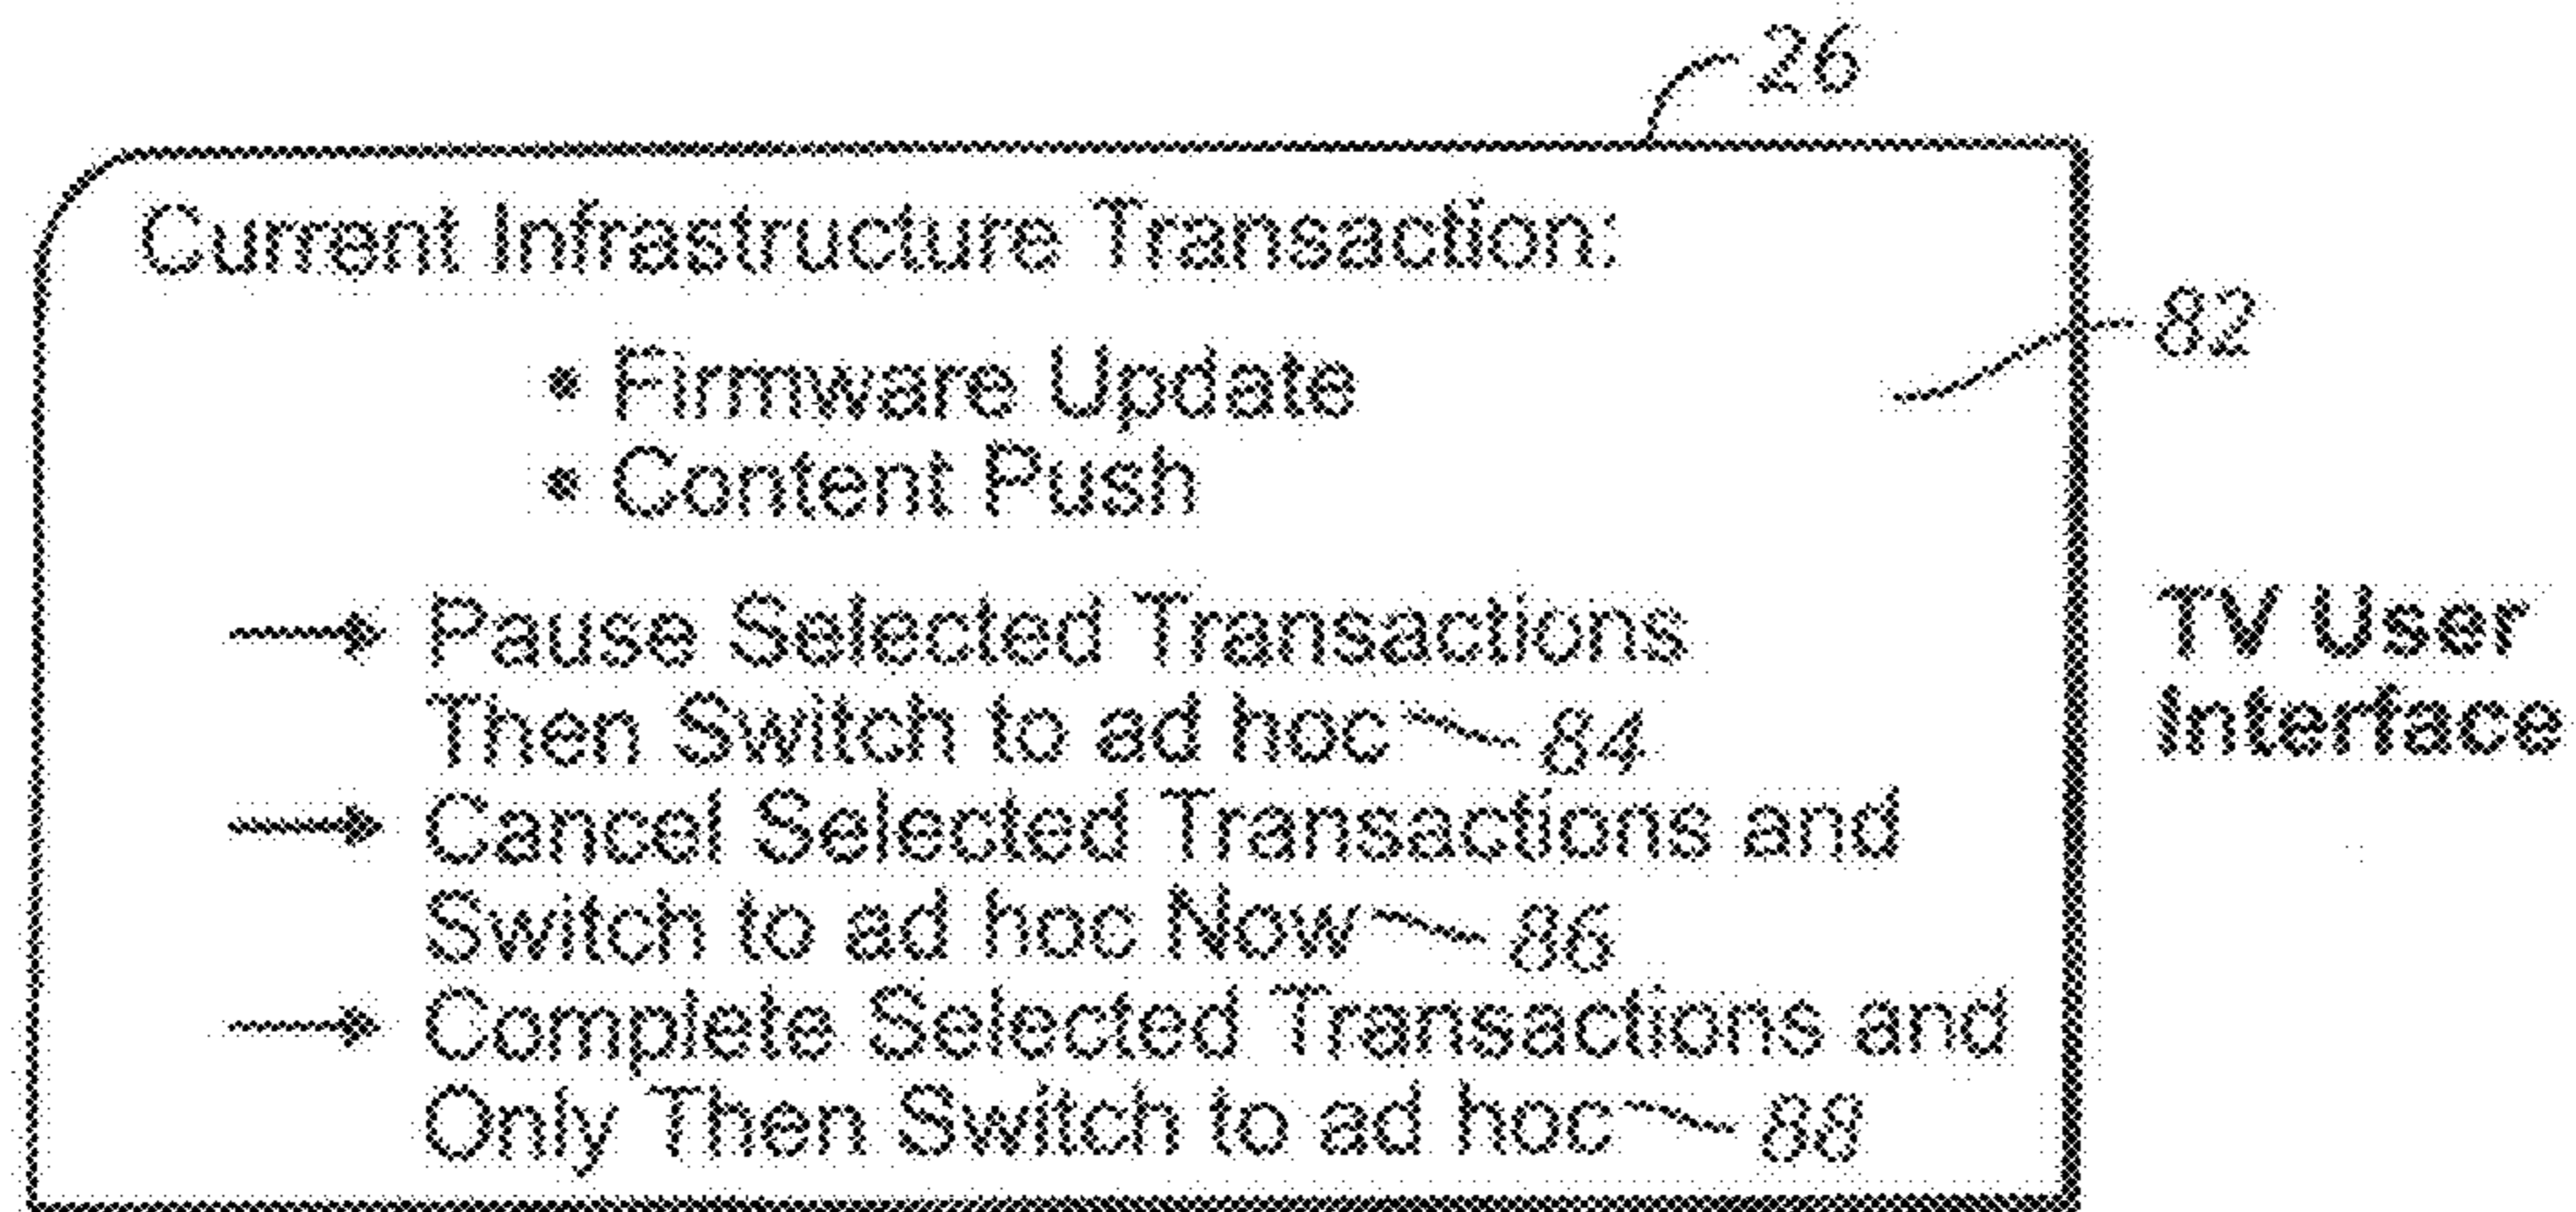 26
Current Infrastructure Transaction:
82
• Firmware Update
• Content Push
Pause Selected Transactions
Then Switch to ad hoc 84
Cancel Selected Transactions and
Switch to ad hoc Now 86
Complete Selected Transactions and
Only Then Switch to ad hoc 88
TV User
Interface